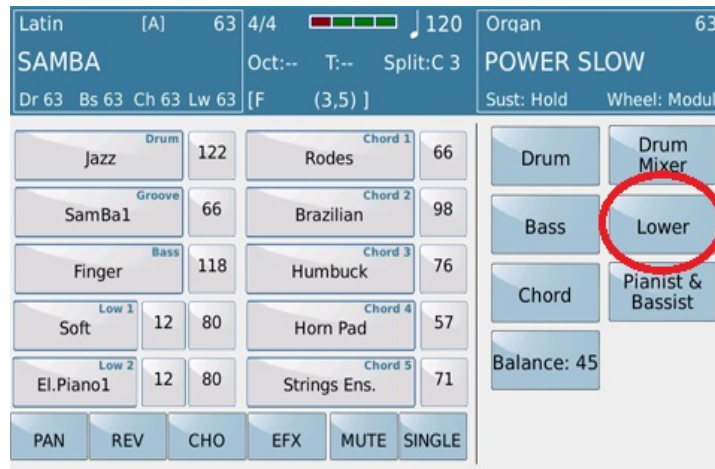 Latin [A] 63
SAMBA
Dr 63 Bs 63 Ch 63 Lw 63
4/4 120
Oct:-- T:-- Split:C 3
[F (3,5) ]
Organ 63
POWER SLOW
Sust: Hold Wheel: Modul
Drum
Jazz 122
Groove
SamBa1 66
Bass
Finger 118
Low 1
Soft 12 80
Low 2
El.Piano1 12 80
Chord 1
Rodes 66
Chord 2
Brazilian 98
Chord 3
Humbuck 76
Chord 4
Horn Pad 57
Chord 5
Strings Ens. 71
Drum
Drum
Mixer
Bass
Lower
Chord
Pianist &
Bassist
Balance: 45
PAN REV CHO EFX MUTE SINGLE